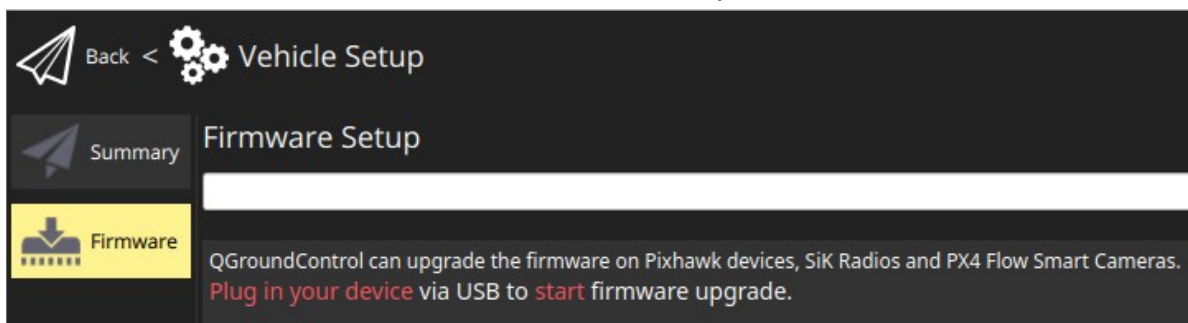 Back < Vehicle Setup
Summary
Firmware Setup
Firmware
QGroundControl can upgrade the firmware on Pixhawk devices, SiK Radios and PX4 Flow Smart Cameras.
Plug in your device via USB to start firmware upgrade.